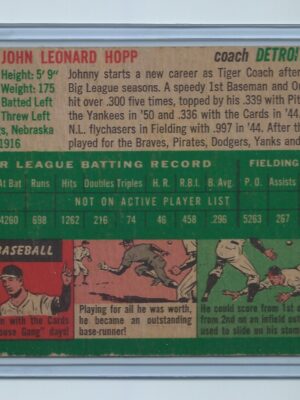 JOHN LEONARD HOPP coach DETROI
Height: 5' 9"
Weight: 175
Batted Left
Threw Left
s, Nebraska
1916
Johnny starts a new career as Tiger Coach after
Big League seasons. A speedy 1st Baseman and Ou
hit over .300 five times, topped by his .339 with P
the Yankees in '50 and .336 with the Cards in '44.
N.L. flychasers in Fielding with .997 in '44. After
played for the Braves, Pirates, Dodgers, Yanks and
R LEAGUE BATTING RECORD FIELDING
At Bat Runs Hits Doubles Triples H. R. R.B.I. B. Avg. P. O. Assists
NOT ON ACTIVE PLAYER LIST
4260 698 1262 216 74 46 458 .296 5263 267
BASEBALL
n with the Cards
ouse Gang" days!
Playing for all he was worth,
he became an outstanding
base-runner!
He could score from 1st o
from 2nd on an infield out
used to slide on his stom